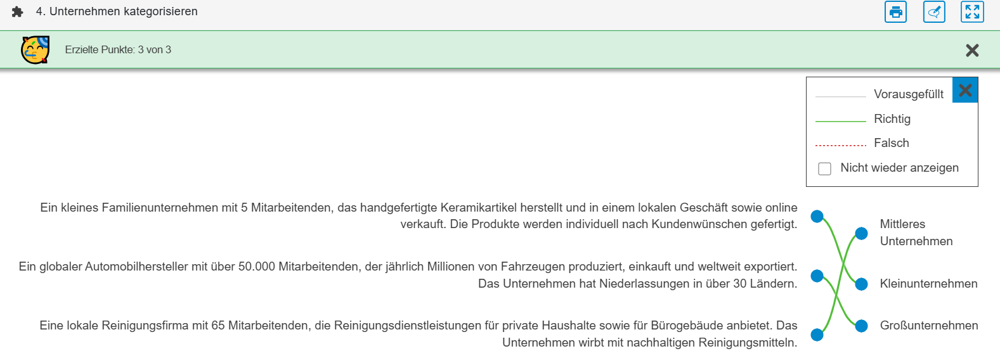 4. Unternehmen kategorisieren
Erzielte Punkte: 3 von 3
Vorausgefüllt
Richtig
Falsch
Nicht wieder anzeigen
Ein kleines Familienunternehmen mit 5 Mitarbeitenden, das handgefertigte Keramikartikel herstellt und in einem lokalen Geschäft sowie online
verkauft. Die Produkte werden individuell nach Kundenwünschen gefertigt.
Mittleres
Unternehmen
Ein globaler Automobilhersteller mit über 50.000 Mitarbeitenden, der jährlich Millionen von Fahrzeugen produziert, einkauft und weltweit exportiert.
Das Unternehmen hat Niederlassungen in über 30 Ländern.
Kleinunternehmen
Eine lokale Reinigungsfirma mit 65 Mitarbeitenden, die Reinigungsdienstleistungen für private Haushalte sowie für Bürogebäude anbietet. Das
Unternehmen wirbt mit nachhaltigen Reinigungsmitteln.
Großunternehmen